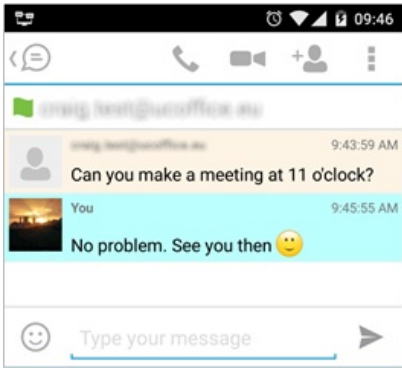 09:46
9:43:59 AM
Can you make a meeting at 11 o'clock?
You 9:45:55 AM
No problem. See you then
Type your message